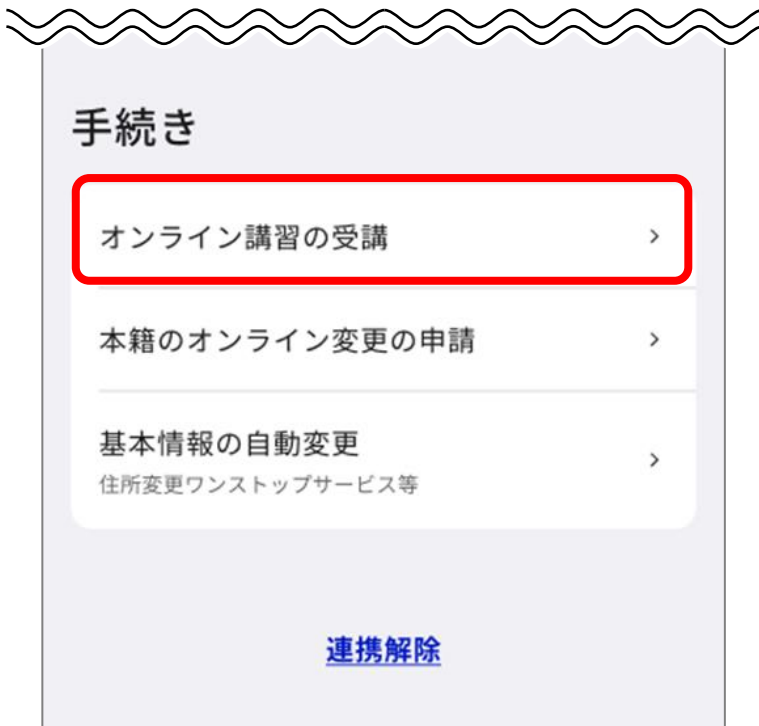 手続き
オンライン講習の受講
本籍のオンライン変更の申請
基本情報の自動変更
住所変更ワンストップサービス等
連携解除